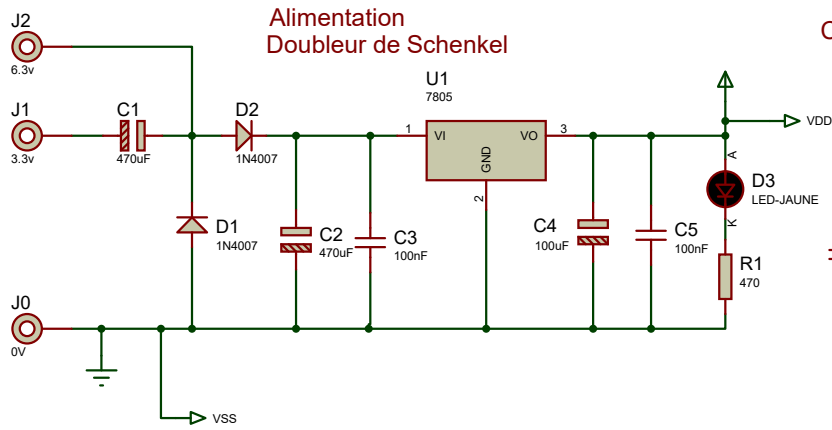 Alimentation
Doubleur de Schenkel
J2
6.3v
J1
3.3v
C1
470uF
D2
1N4007
U1
7805
1
VI
VO
3
GND
2
VDD
A
D3
LED-JAUNE
K
D1
1N4007
C2
470uF
C3
100nF
C4
100uF
C5
100nF
R1
470
J0
0V
VSS